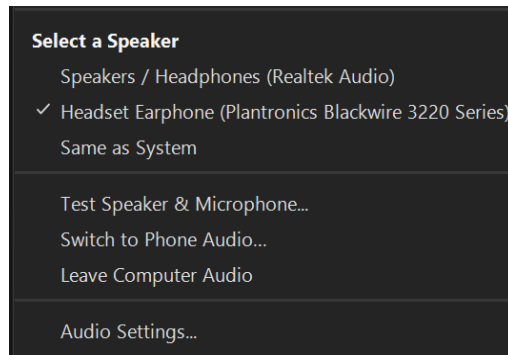 Select a Speaker
Speakers / Headphones (Realtek Audio)
Headset Earphone (Plantronics Blackwire 3220 Series)
Same as System
Test Speaker & Microphone...
Switch to Phone Audio...
Leave Computer Audio
Audio Settings...